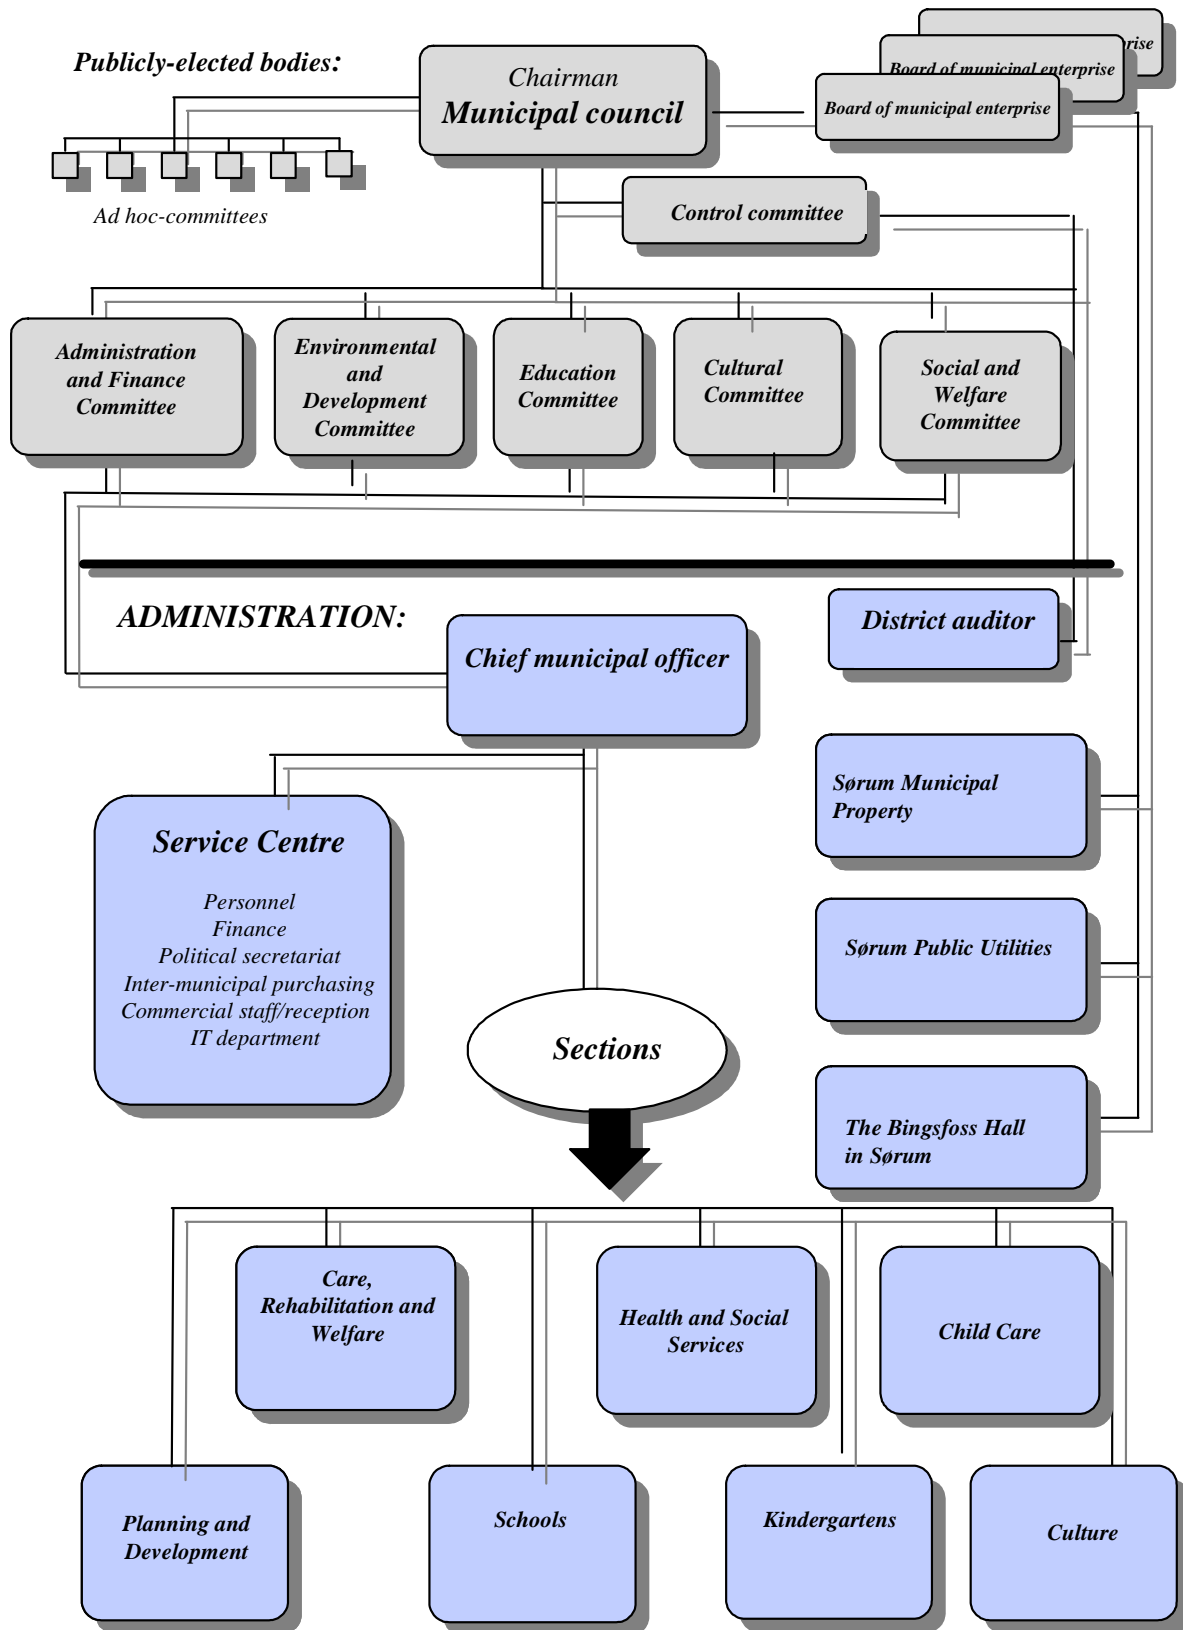 Publicly-elected bodies:
Chairman
Municipal council
rise
Board of municipal enterprise
Board of municipal enterprise
Ad hoc-committees
Control committee
Administration
and Finance
Committee
Environmental
and
Development
Committee
Education
Committee
Cultural
Committee
Social and
Welfare
Committee
ADMINISTRATION:
Chief municipal officer
District auditor
Service Centre
Personnel
Finance
Political secretariat
Inter-municipal purchasing
Commercial staff/reception
IT department
Sørum Municipal
Property
Sørum Public Utilities
Sections
The Bingsfoss Hall
in Sørum
Care,
Rehabilitation and
Welfare
Health and Social
Services
Child Care
Planning and
Development
Schools
Kindergartens
Culture